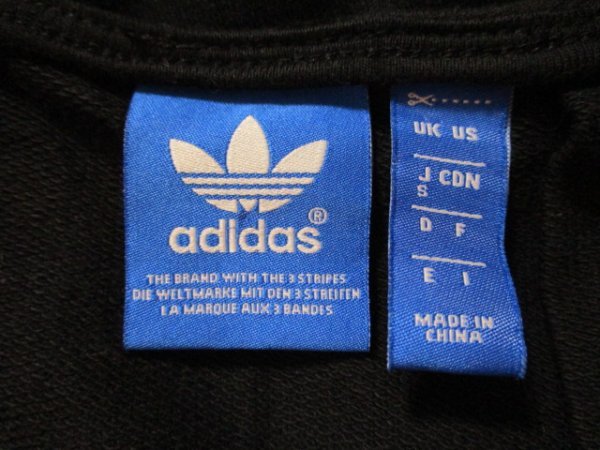 adidas®
THE BRAND WITH THE 3 STRIPES
DIE WELTMARKE MIT DEN 3 STREIFEN
LA MARQUE AUX 3 BANDES
UK US
J CDN
S
D F
E I
MADE IN
CHINA